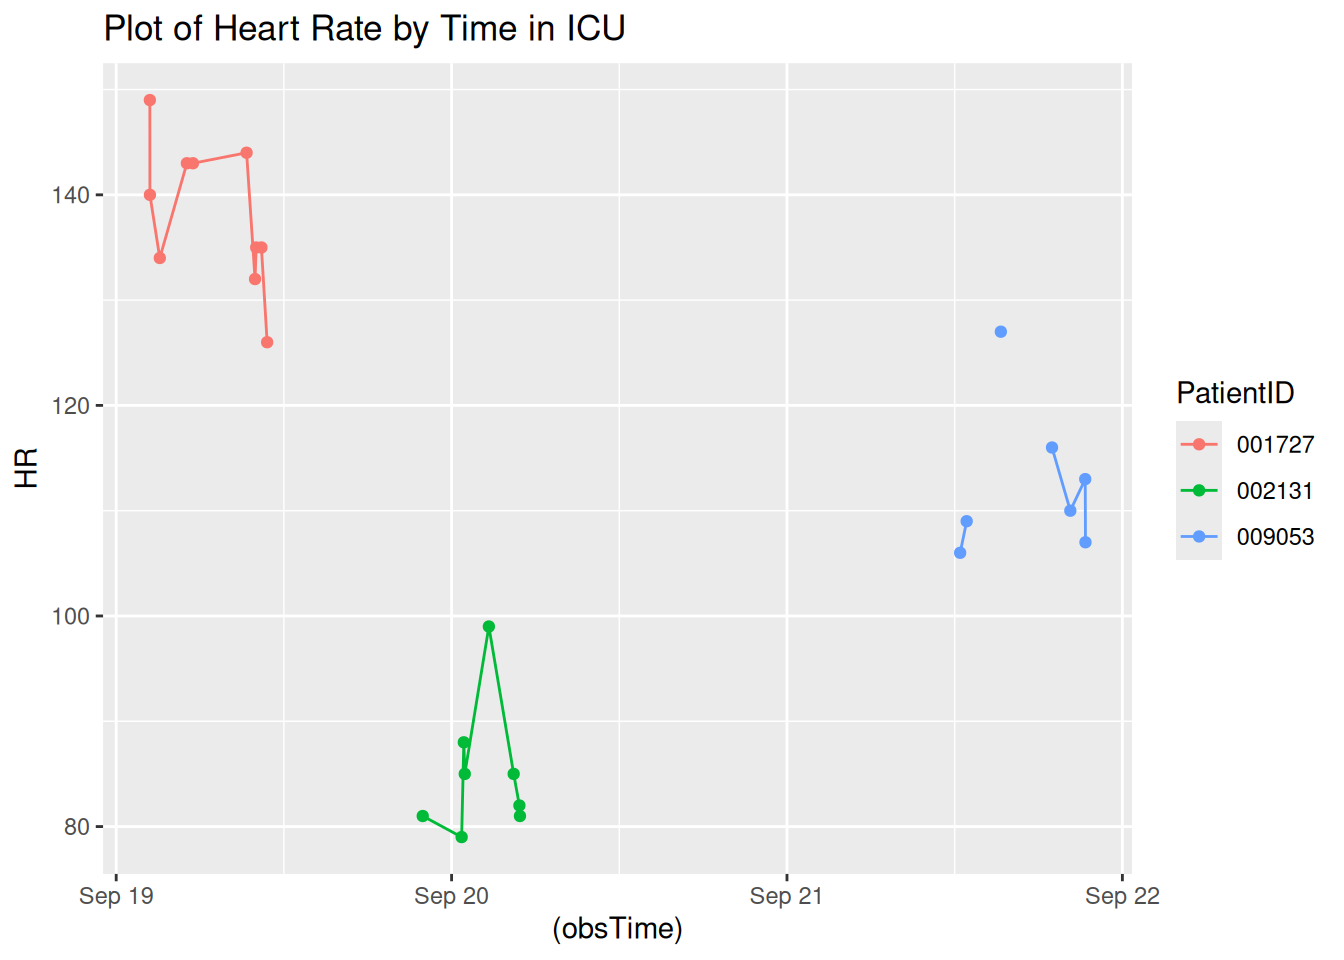 Plot of Heart Rate by Time in ICU
HR
140
120
100
80
Sep 19
Sep 20
Sep 21
Sep 22
(obsTime)
PatientID
001727
002131
009053